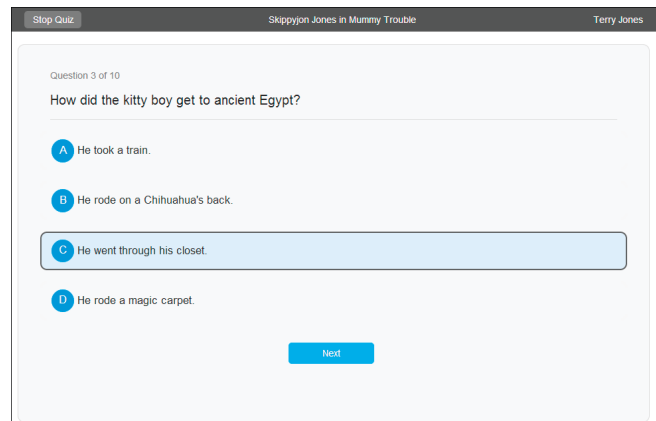 Stop Quiz Skippyjon Jones in Mummy Trouble Terry Jones
Question 3 of 10
How did the kitty boy get to ancient Egypt?
A He took a train.
B He rode on a Chihuahua's back.
C He went through his closet.
D He rode a magic carpet.
Next